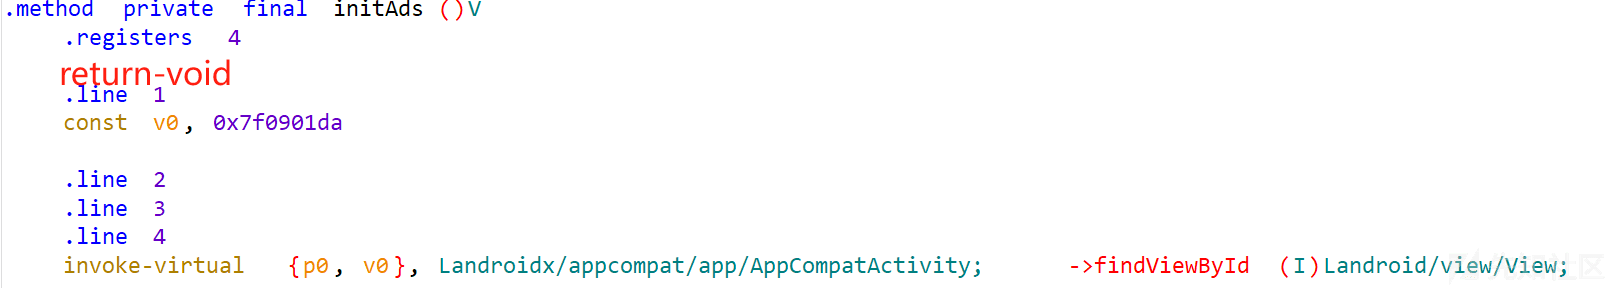 .method private final initAds ()V
.registers 4
return-void
.line 1
const v0, 0x7f0901da
.line 2
.line 3
.line 4
invoke-virtual {p0, v0}, Landroidx/appcompat/app/AppCompatActivity; ->findViewById (I)Landroid/view/View;